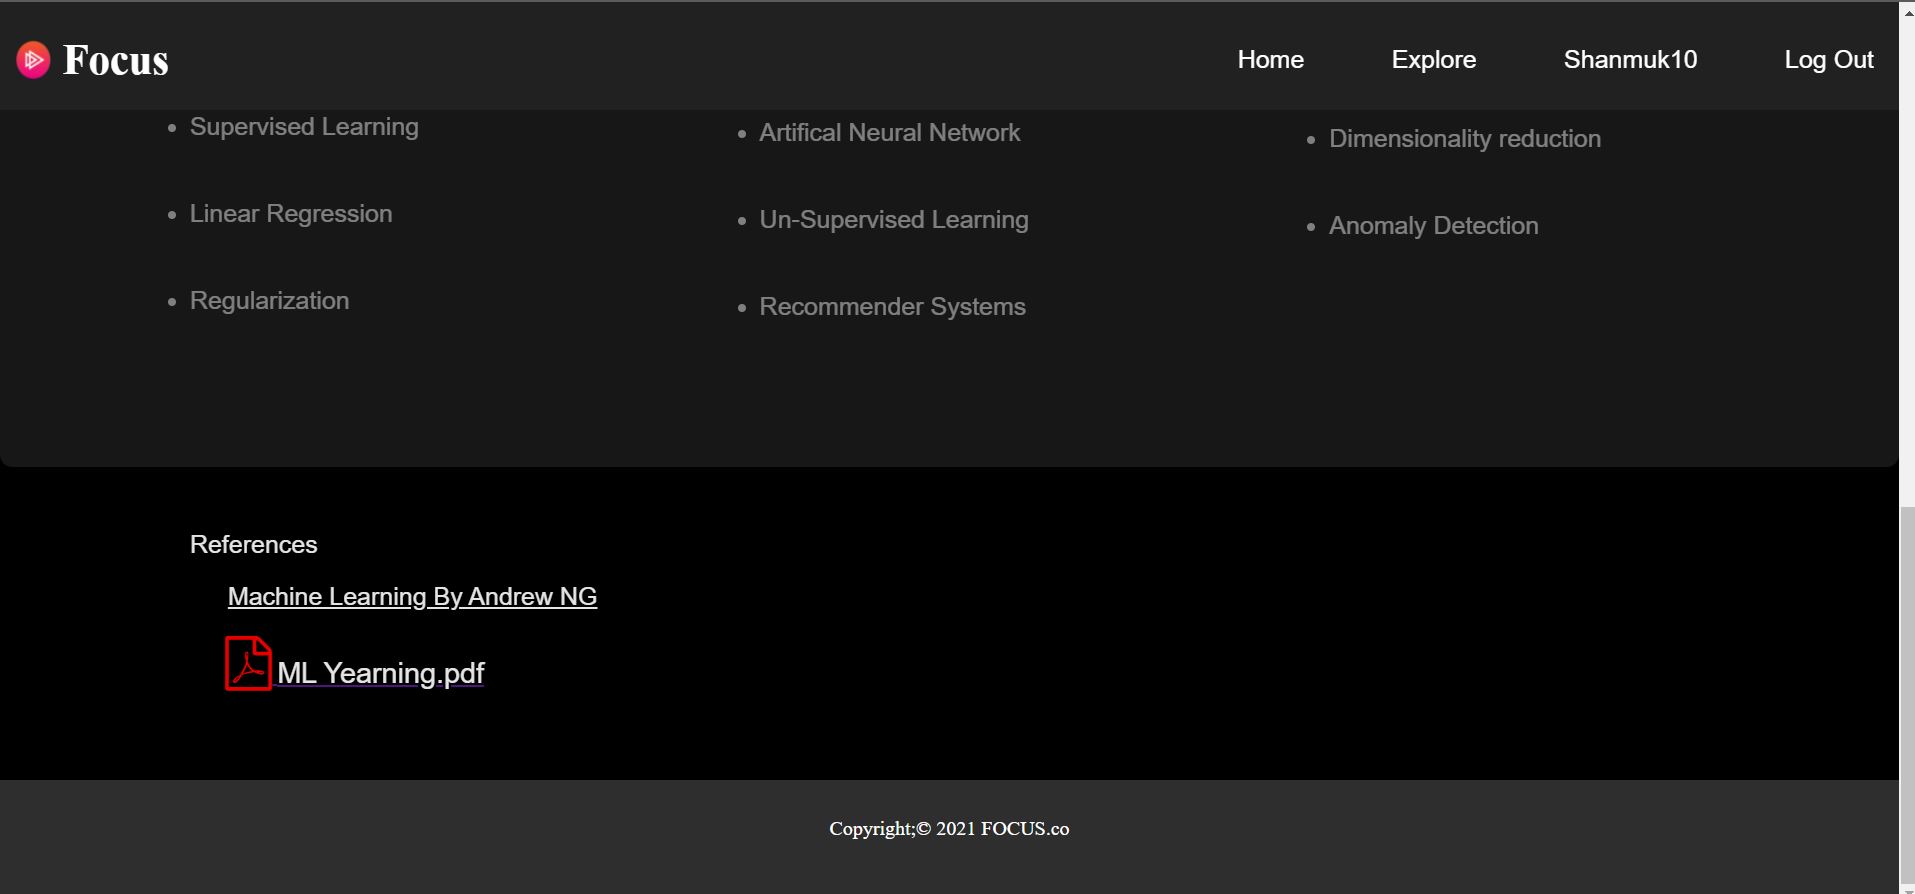 Focus
Home Explore Shanmuk10 Log Out
Supervised Learning
Linear Regression
Regularization
Artifical Neural Network
Un-Supervised Learning
Recommender Systems
Dimensionality reduction
Anomaly Detection
References
Machine Learning By Andrew NG
ML Yearning.pdf
Copyright;© 2021 FOCUS.co